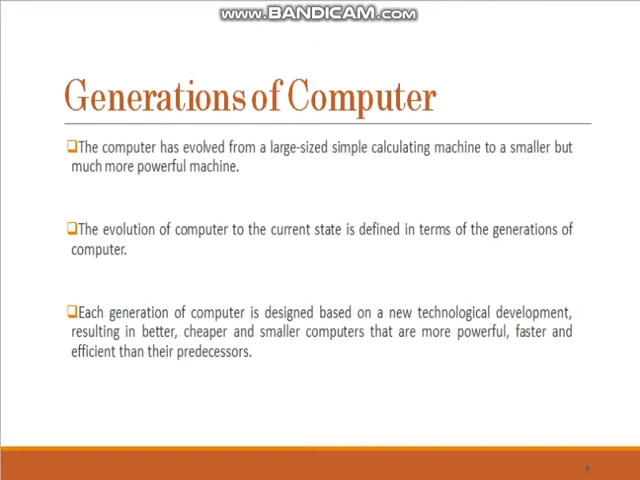 www.BANDICAM.com
Generations of Computer
The computer has evolved from a large-sized simple calculating machine to a smaller but
much more powerful machine.
The evolution of computer to the current state is defined in terms of the generations of
computer.
Each generation of computer is designed based on a new technological development,
resulting in better, cheaper and smaller computers that are more powerful, faster and
efficient than their predecessors.
3